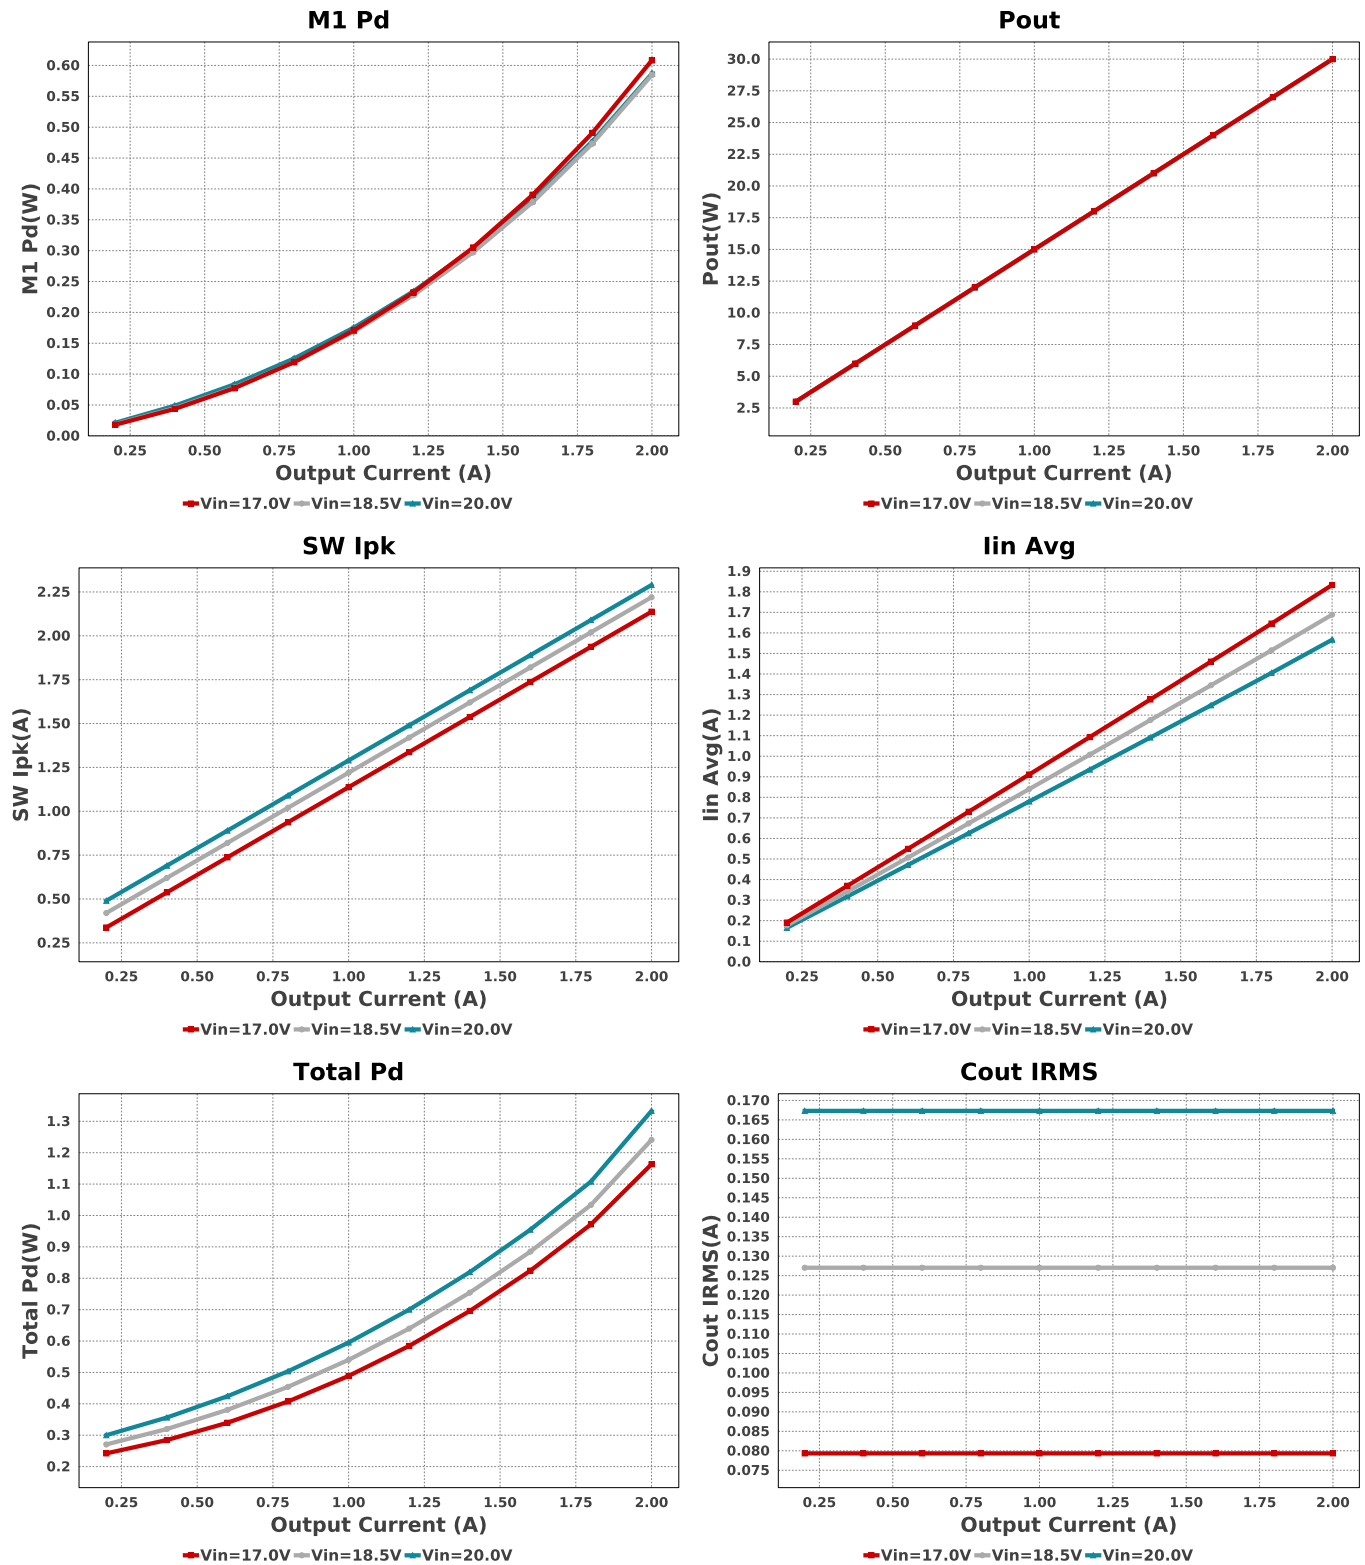 M1 Pd
0.60
0.55
0.50
0.45
0.40
0.35
0.30
0.25
0.20
0.15
0.10
0.05
0.00
M1 Pd(W)
0.25 0.50 0.75 1.00 1.25 1.50 1.75 2.00
Output Current (A)
Vin=17.0V Vin=18.5V Vin=20.0V
Pout
30.0
27.5
25.0
22.5
20.0
17.5
15.0
12.5
10.0
7.5
5.0
2.5
Pout(W)
0.25 0.50 0.75 1.00 1.25 1.50 1.75 2.00
Output Current (A)
Vin=17.0V Vin=18.5V Vin=20.0V
SW Ipk
2.25
2.00
1.75
1.50
1.25
1.00
0.75
0.50
0.25
SW Ipk(A)
0.25 0.50 0.75 1.00 1.25 1.50 1.75 2.00
Output Current (A)
Vin=17.0V Vin=18.5V Vin=20.0V
Iin Avg
1.9
1.8
1.7
1.6
1.5
1.4
1.3
1.2
1.1
1.0
0.9
0.8
0.7
0.6
0.5
0.4
0.3
0.2
0.1
0.0
Iin Avg(A)
0.25 0.50 0.75 1.00 1.25 1.50 1.75 2.00
Output Current (A)
Vin=17.0V Vin=18.5V Vin=20.0V
Total Pd
1.3
1.2
1.1
1.0
0.9
0.8
0.7
0.6
0.5
0.4
0.3
0.2
Total Pd(W)
0.25 0.50 0.75 1.00 1.25 1.50 1.75 2.00
Output Current (A)
Vin=17.0V Vin=18.5V Vin=20.0V
Cout IRMS
0.170
0.165
0.160
0.155
0.150
0.145
0.140
0.135
0.130
0.125
0.120
0.115
0.110
0.105
0.100
0.095
0.090
0.085
0.080
0.075
Cout IRMS(A)
0.25 0.50 0.75 1.00 1.25 1.50 1.75 2.00
Output Current (A)
Vin=17.0V Vin=18.5V Vin=20.0V